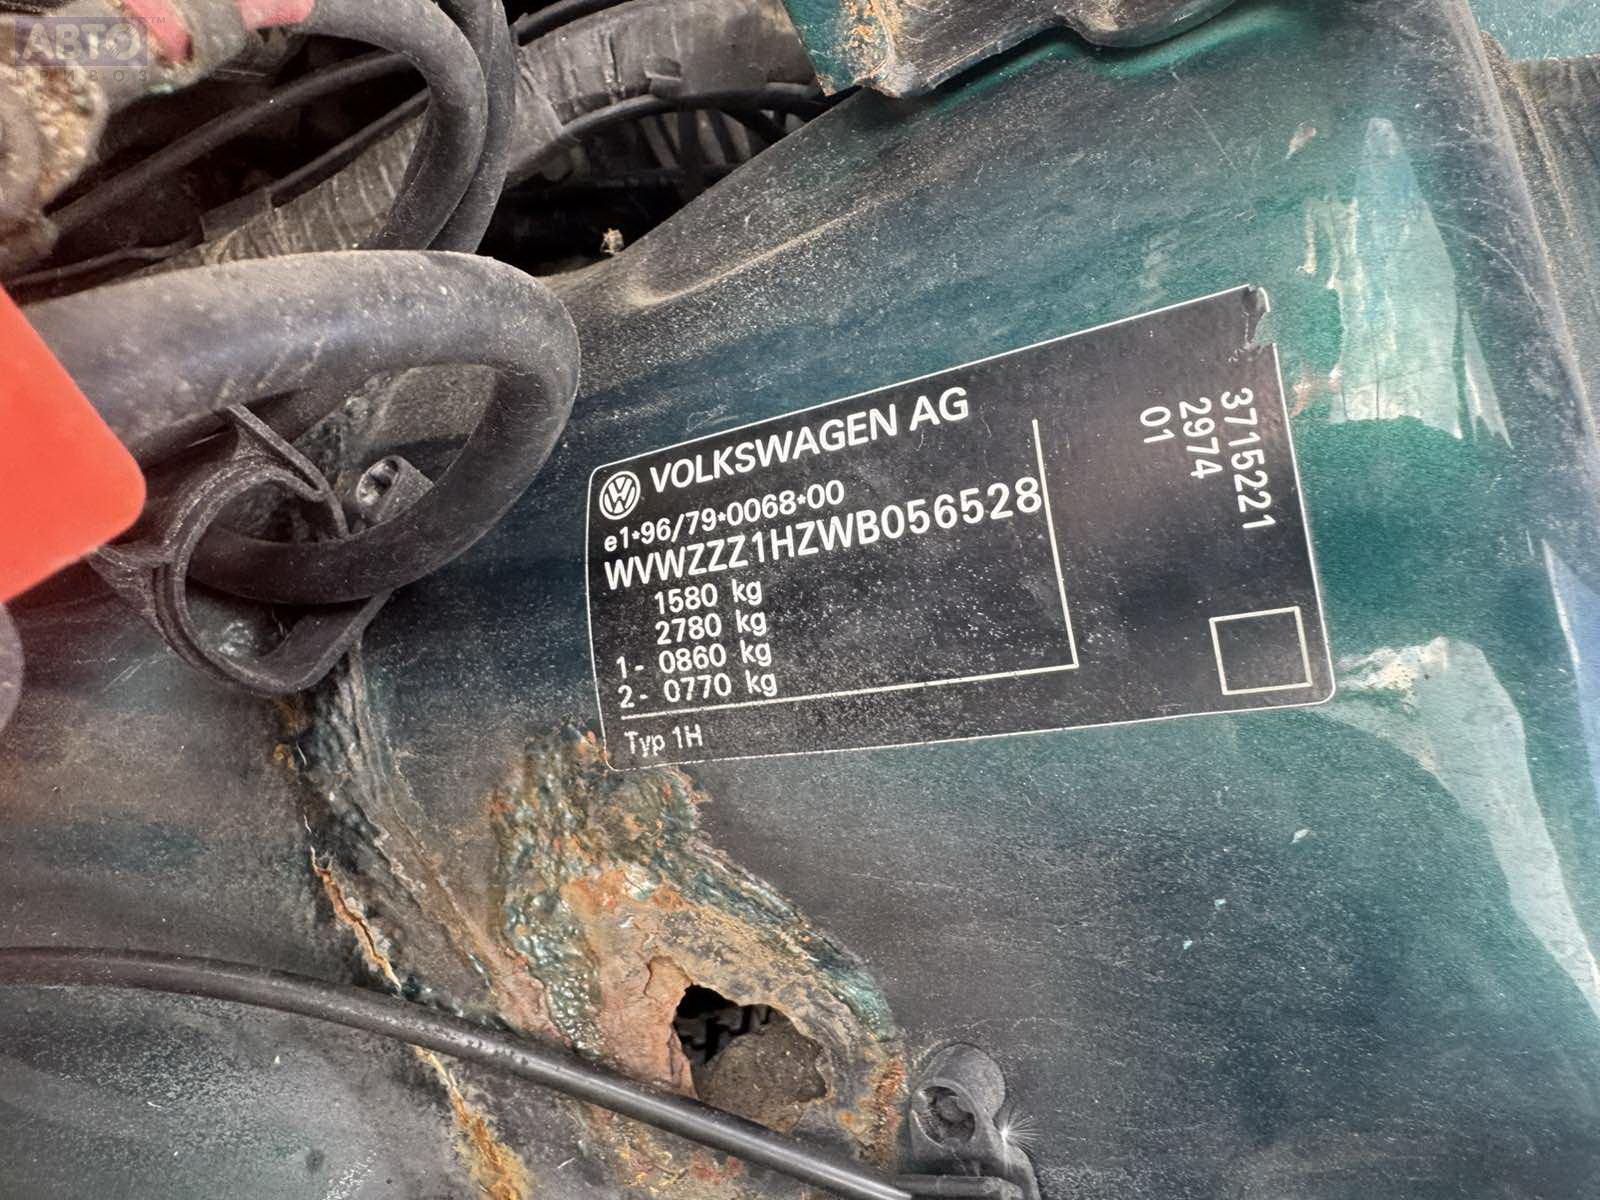 АВТО
ПРИВОЗ
VOLKSWAGEN AG
e1*96/79*0068*00
WVWZZZ1HZWB056528
1580 kg
2780 kg
1- 0860 kg
2- 0770 kg
Typ 1H
3715221
2974
01